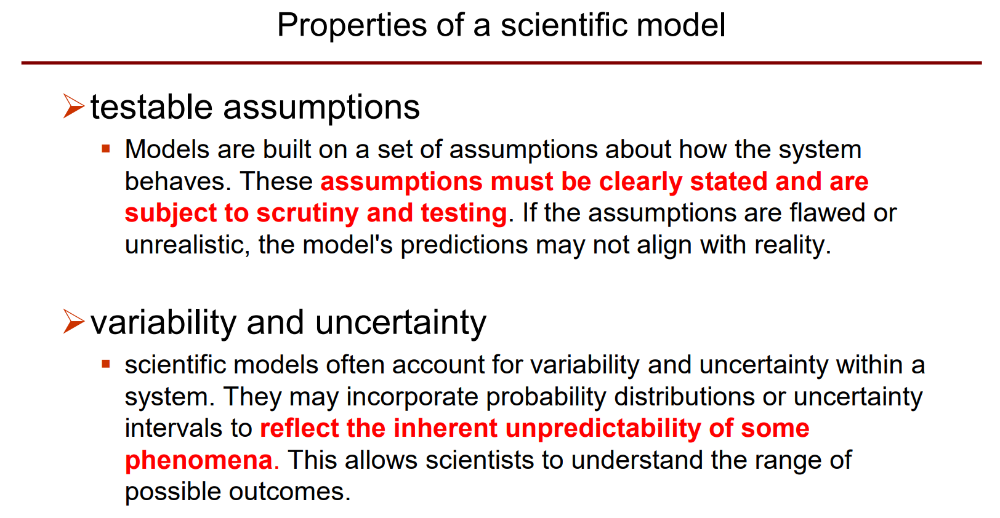 Properties of a scientific model
testable assumptions
Models are built on a set of assumptions about how the system
behaves. These assumptions must be clearly stated and are
subject to scrutiny and testing. If the assumptions are flawed or
unrealistic, the model's predictions may not align with reality.
variability and uncertainty
scientific models often account for variability and uncertainty within a
system. They may incorporate probability distributions or uncertainty
intervals to reflect the inherent unpredictability of some
phenomena. This allows scientists to understand the range of
possible outcomes.